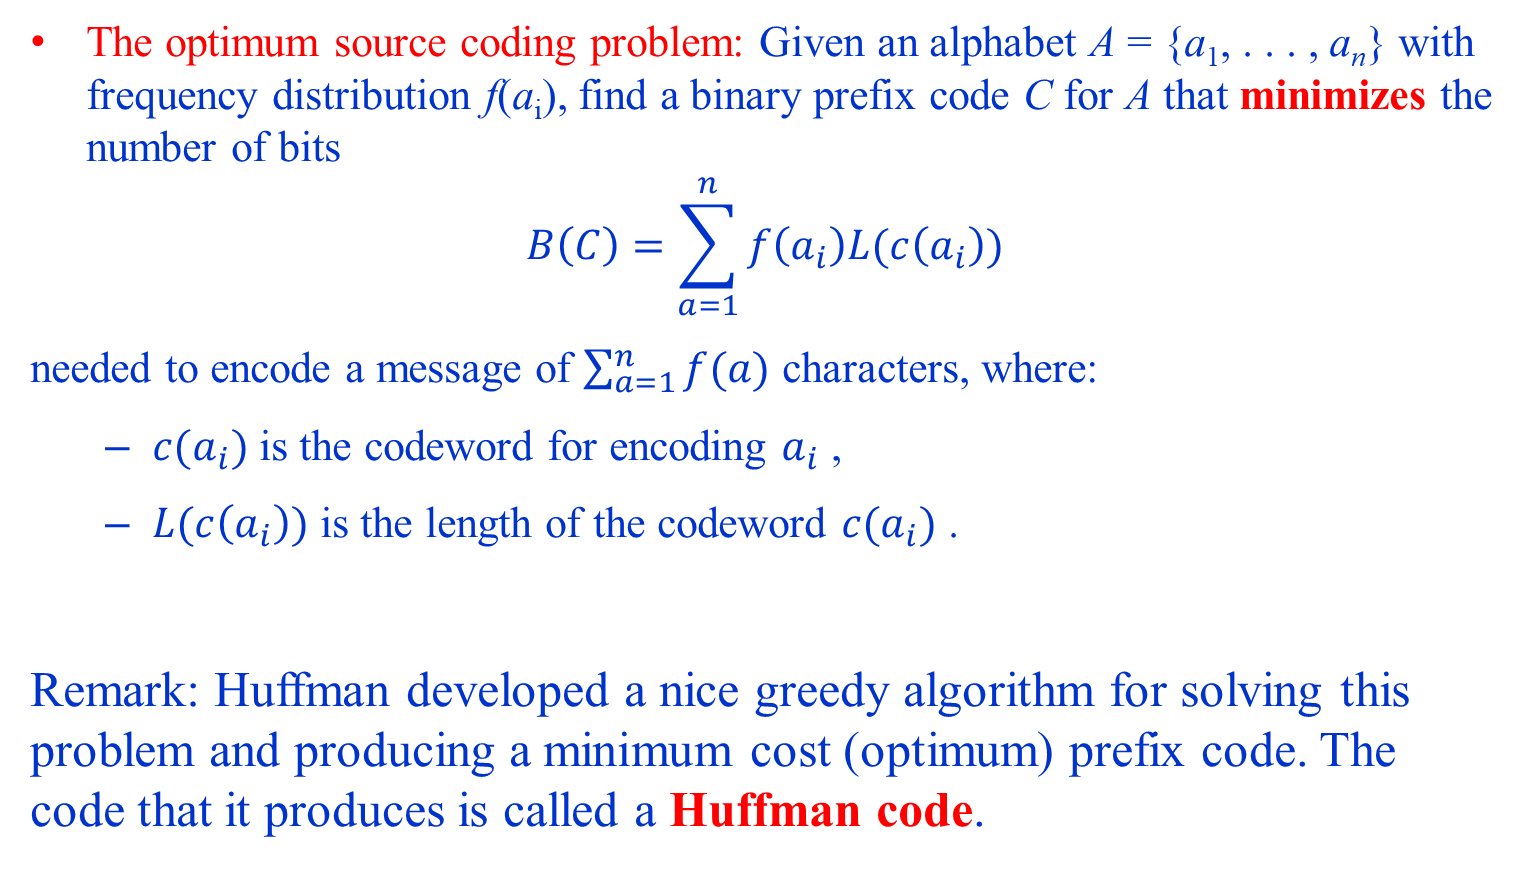 • The optimum source coding problem: Given an alphabet A = {a₁, . . . , aₙ} with
frequency distribution f(aᵢ), find a binary prefix code C for A that minimizes the
number of bits
B(C) = ∑_{a=1}^{n} f(aᵢ)L(c(aᵢ))
needed to encode a message of ∑_{a=1}^{n} f(a) characters, where:
– c(aᵢ) is the codeword for encoding aᵢ ,
– L(c(aᵢ)) is the length of the codeword c(aᵢ) .
Remark: Huffman developed a nice greedy algorithm for solving this
problem and producing a minimum cost (optimum) prefix code. The
code that it produces is called a Huffman code.